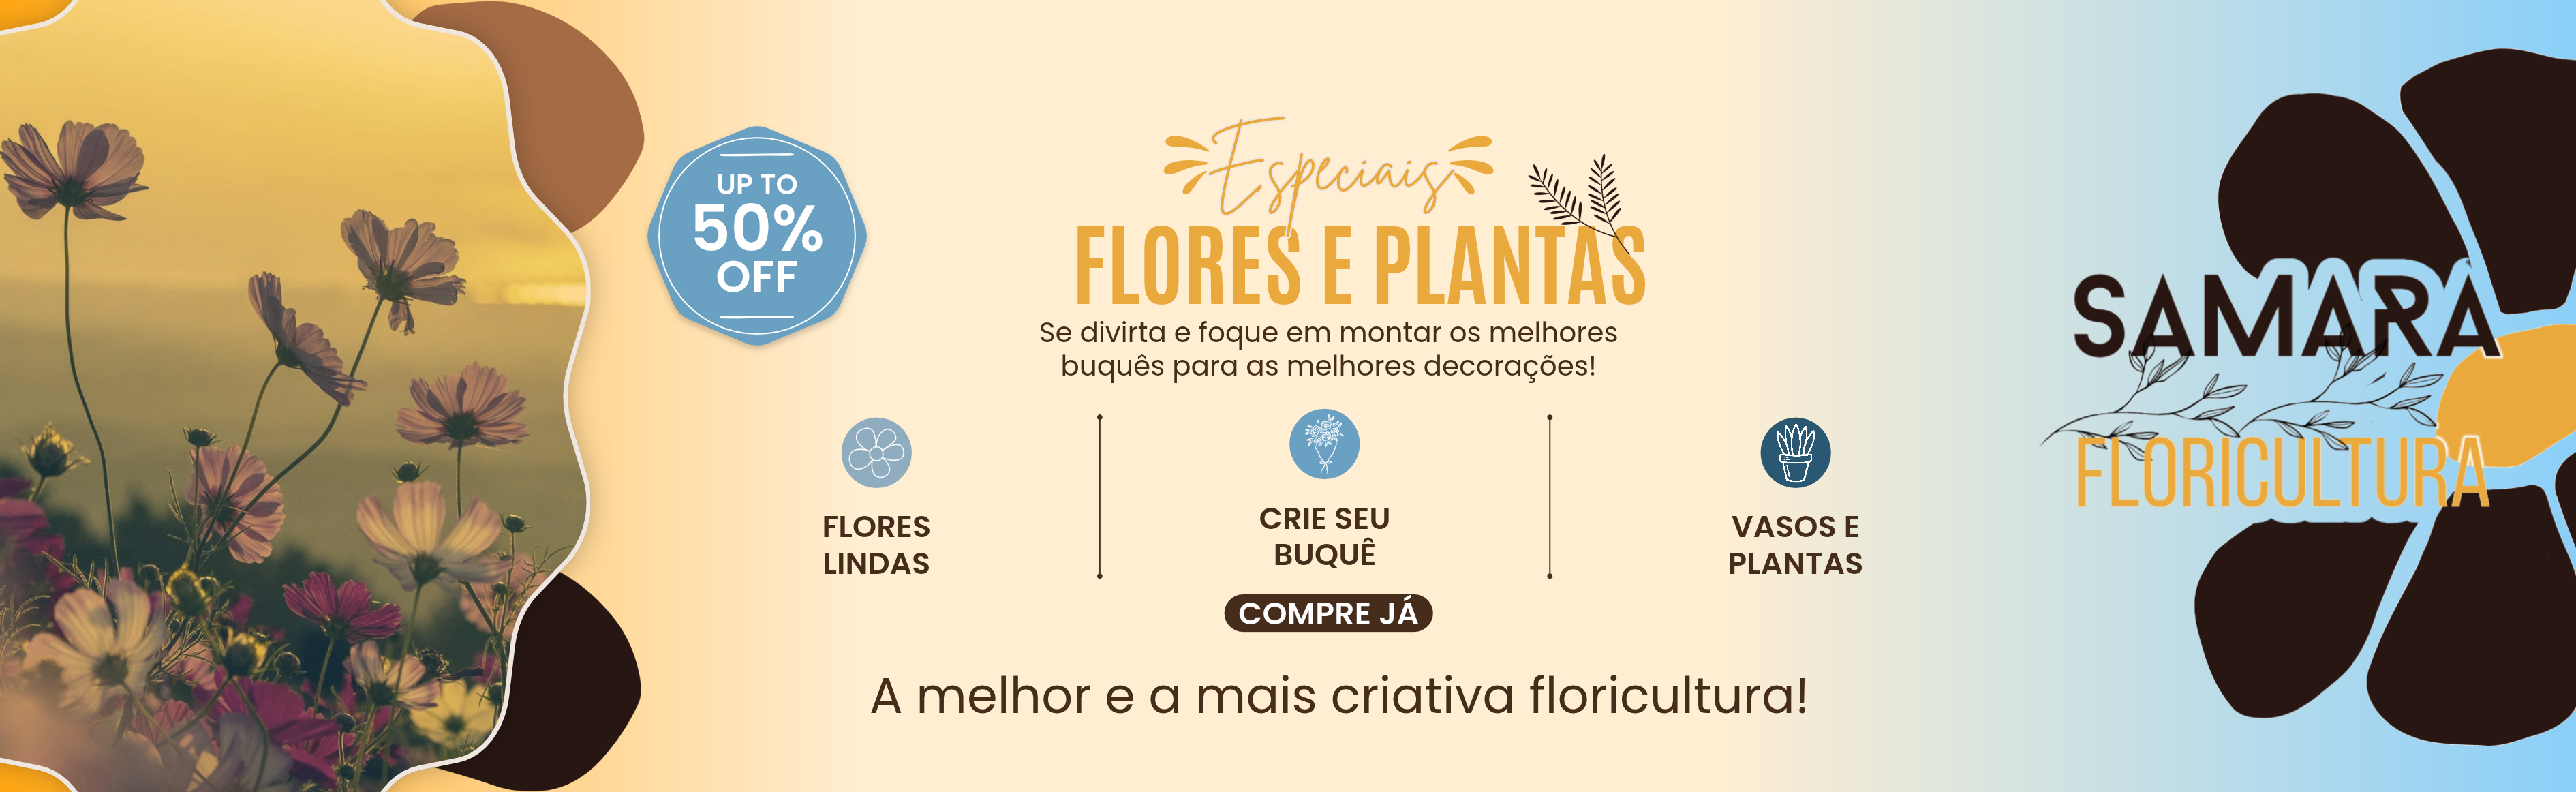 UP TO
50%
OFF
Especiais
FLORES E PLANTAS
Se divirta e foque em montar os melhores
buquês para as melhores decorações!
FLORES
LINDAS
CRIE SEU
BUQUÊ
VASOS E
PLANTAS
COMPRE JÁ
A melhor e a mais criativa floricultura!
SAMARA
FLORICULTURA